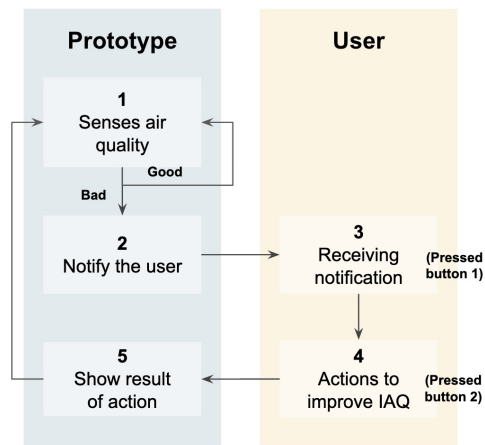 Prototype
User
1
Senses air
quality
Good
Bad
2
Notify the user
3
Receiving
notification
(Pressed
button 1)
5
Show result
of action
4
Actions to
improve IAQ
(Pressed
button 2)